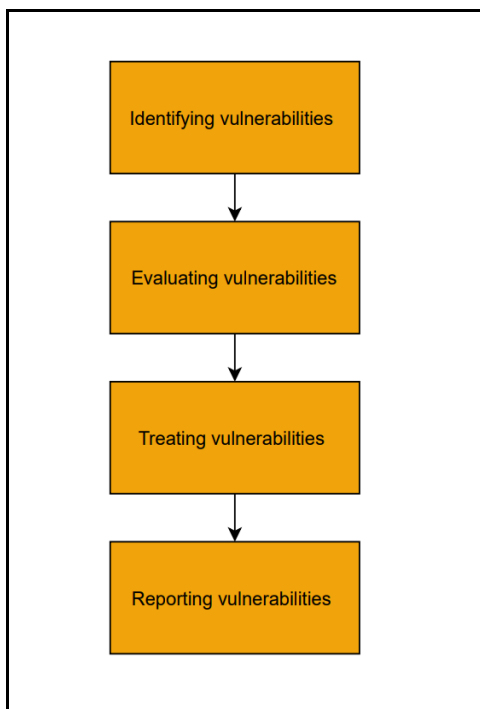 Identifying vulnerabilities
Evaluating vulnerabilities
Treating vulnerabilities
Reporting vulnerabilities